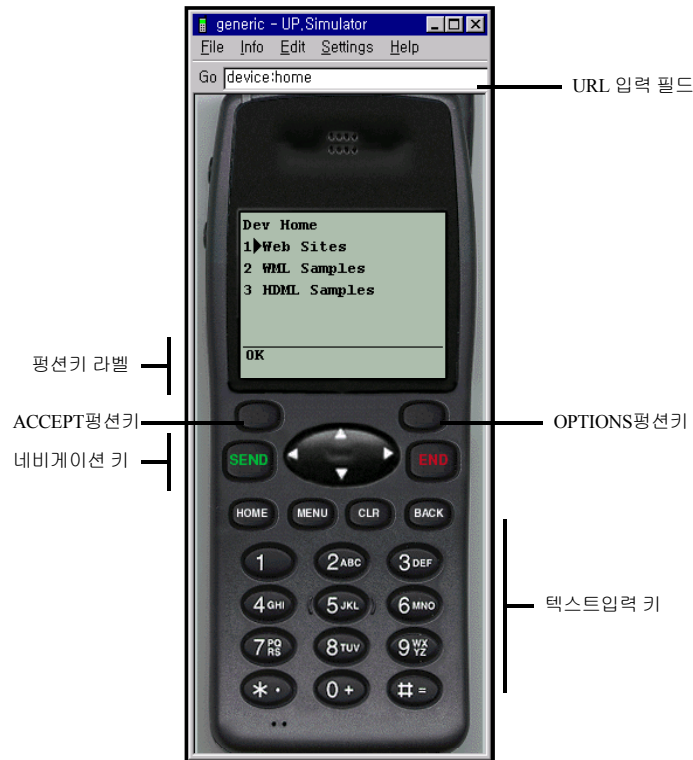 generic - UP.Simulator
File Info Edit Settings Help
Go device:home
URL 입력 필드
Dev Home
1 Web Sites
2 WML Samples
3 HDML Samples
OK
펑션키 라벨
ACCEPT펑션키
OPTIONS펑션키
네비게이션 키
SEND
END
HOME MENU CLR BACK
1 2ABC 3DEF
4GHI 5JKL 6MNO
7PQRS 8TUV 9WXYZ
* · 0 + # =
텍스트입력 키